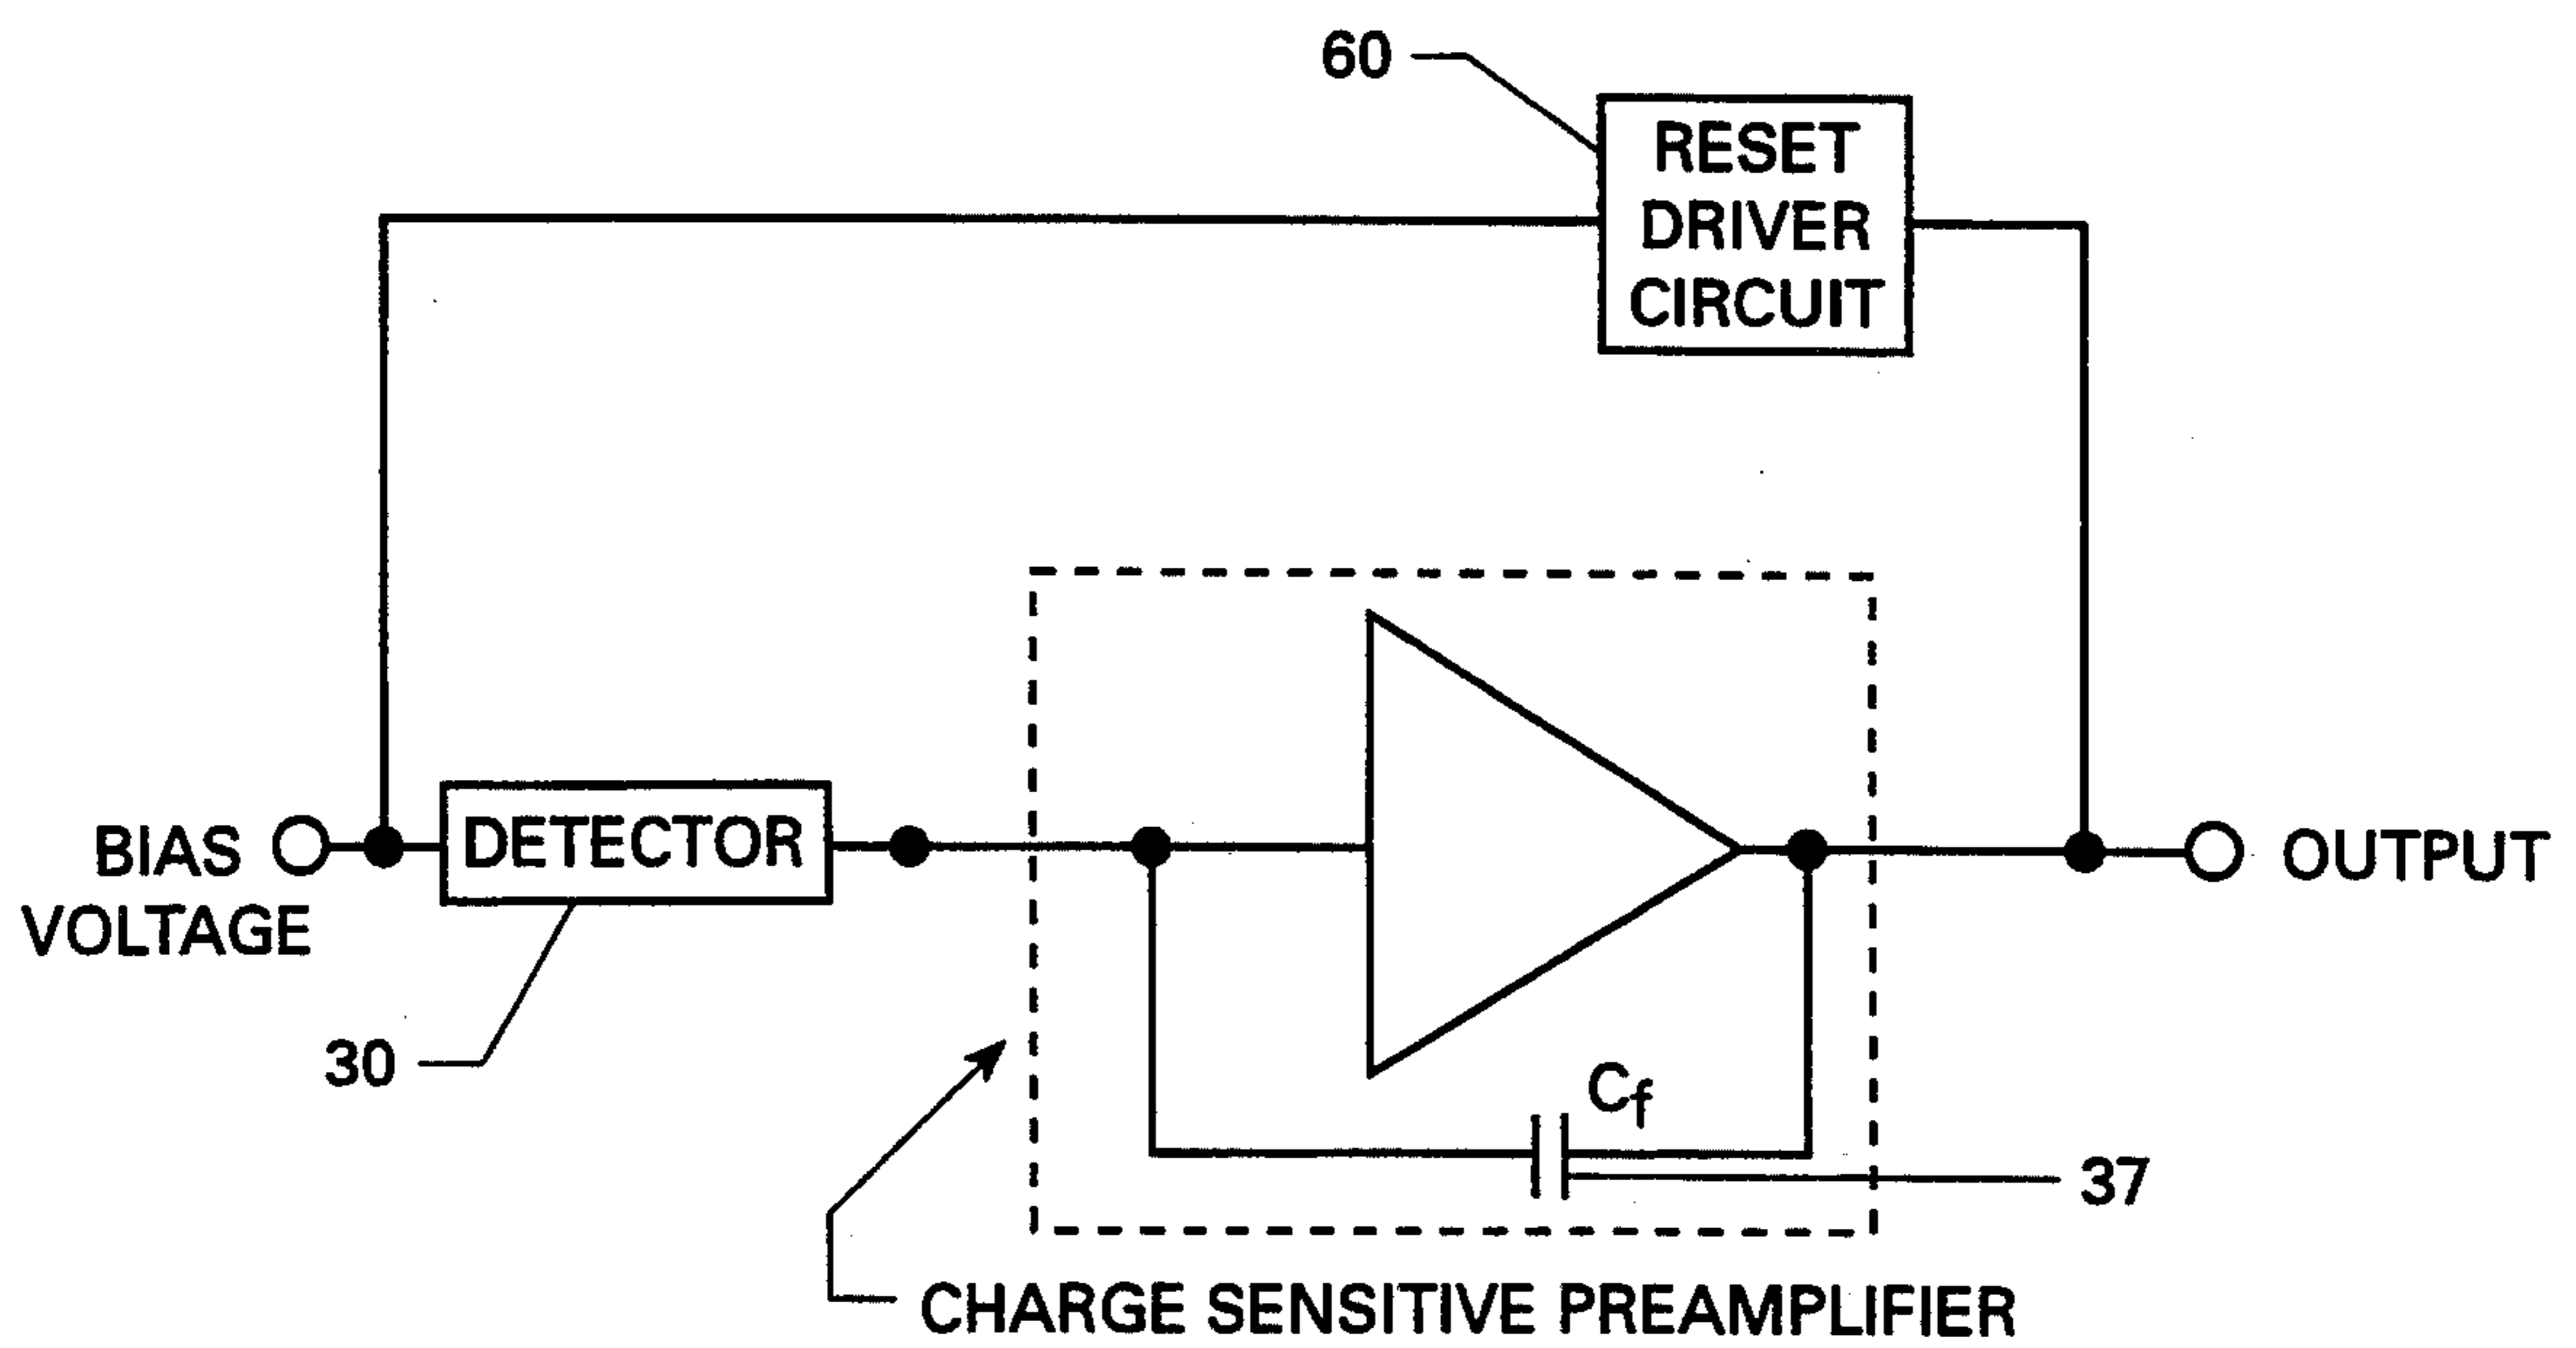 60
RESET
DRIVER
CIRCUIT
BIAS
VOLTAGE
DETECTOR
OUTPUT
30
Cf
37
CHARGE SENSITIVE PREAMPLIFIER